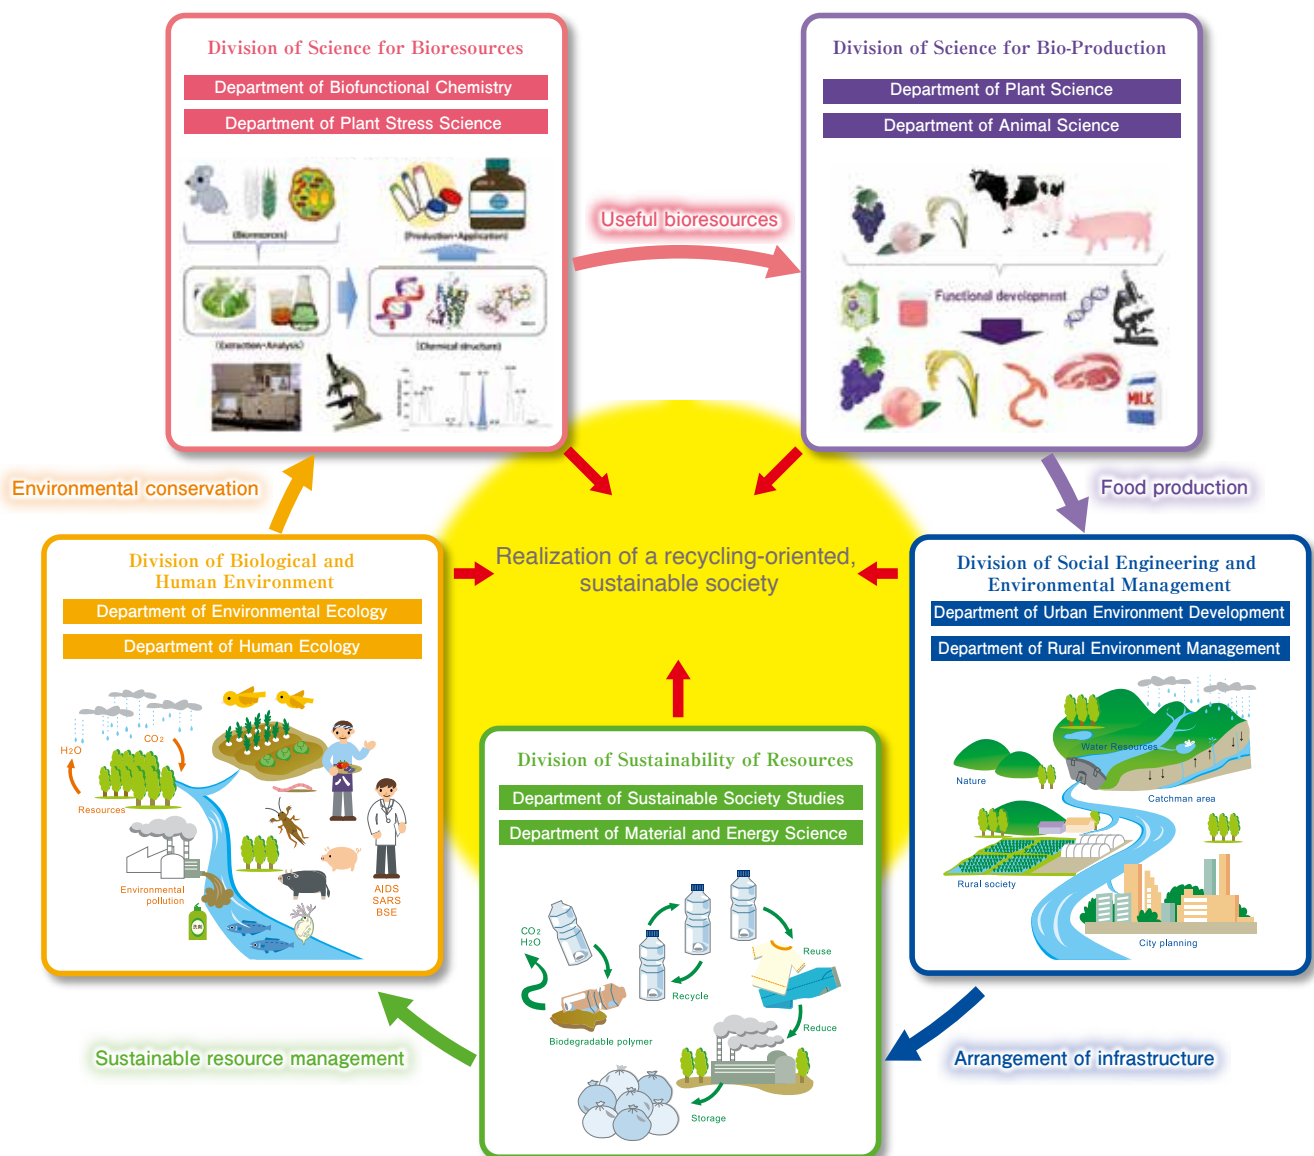 Division of Science for Bioresources
Department of Biofunctional Chemistry
Department of Plant Stress Science
(Production・Application)
(Extraction・Analysis)
(Chemical structure)
Useful bioresources
Division of Science for Bio-Production
Department of Plant Science
Department of Animal Science
Functional development
MILK
Environmental conservation
Food production
Realization of a recycling-oriented,
sustainable society
Division of Biological and
Human Environment
Department of Environmental Ecology
Department of Human Ecology
H2O
CO2
Resources
Environmental
pollution
洗剤
八
AIDS
SARS
BSE
Division of Social Engineering and
Environmental Management
Department of Urban Environment Development
Department of Rural Environment Management
Water Resources
Nature
Catchman area
Rural society
City planning
Division of Sustainability of Resources
Department of Sustainable Society Studies
Department of Material and Energy Science
CO2
H2O
Recycle
Reuse
Biodegradable polymer
Reduce
Storage
Sustainable resource management
Arrangement of infrastructure